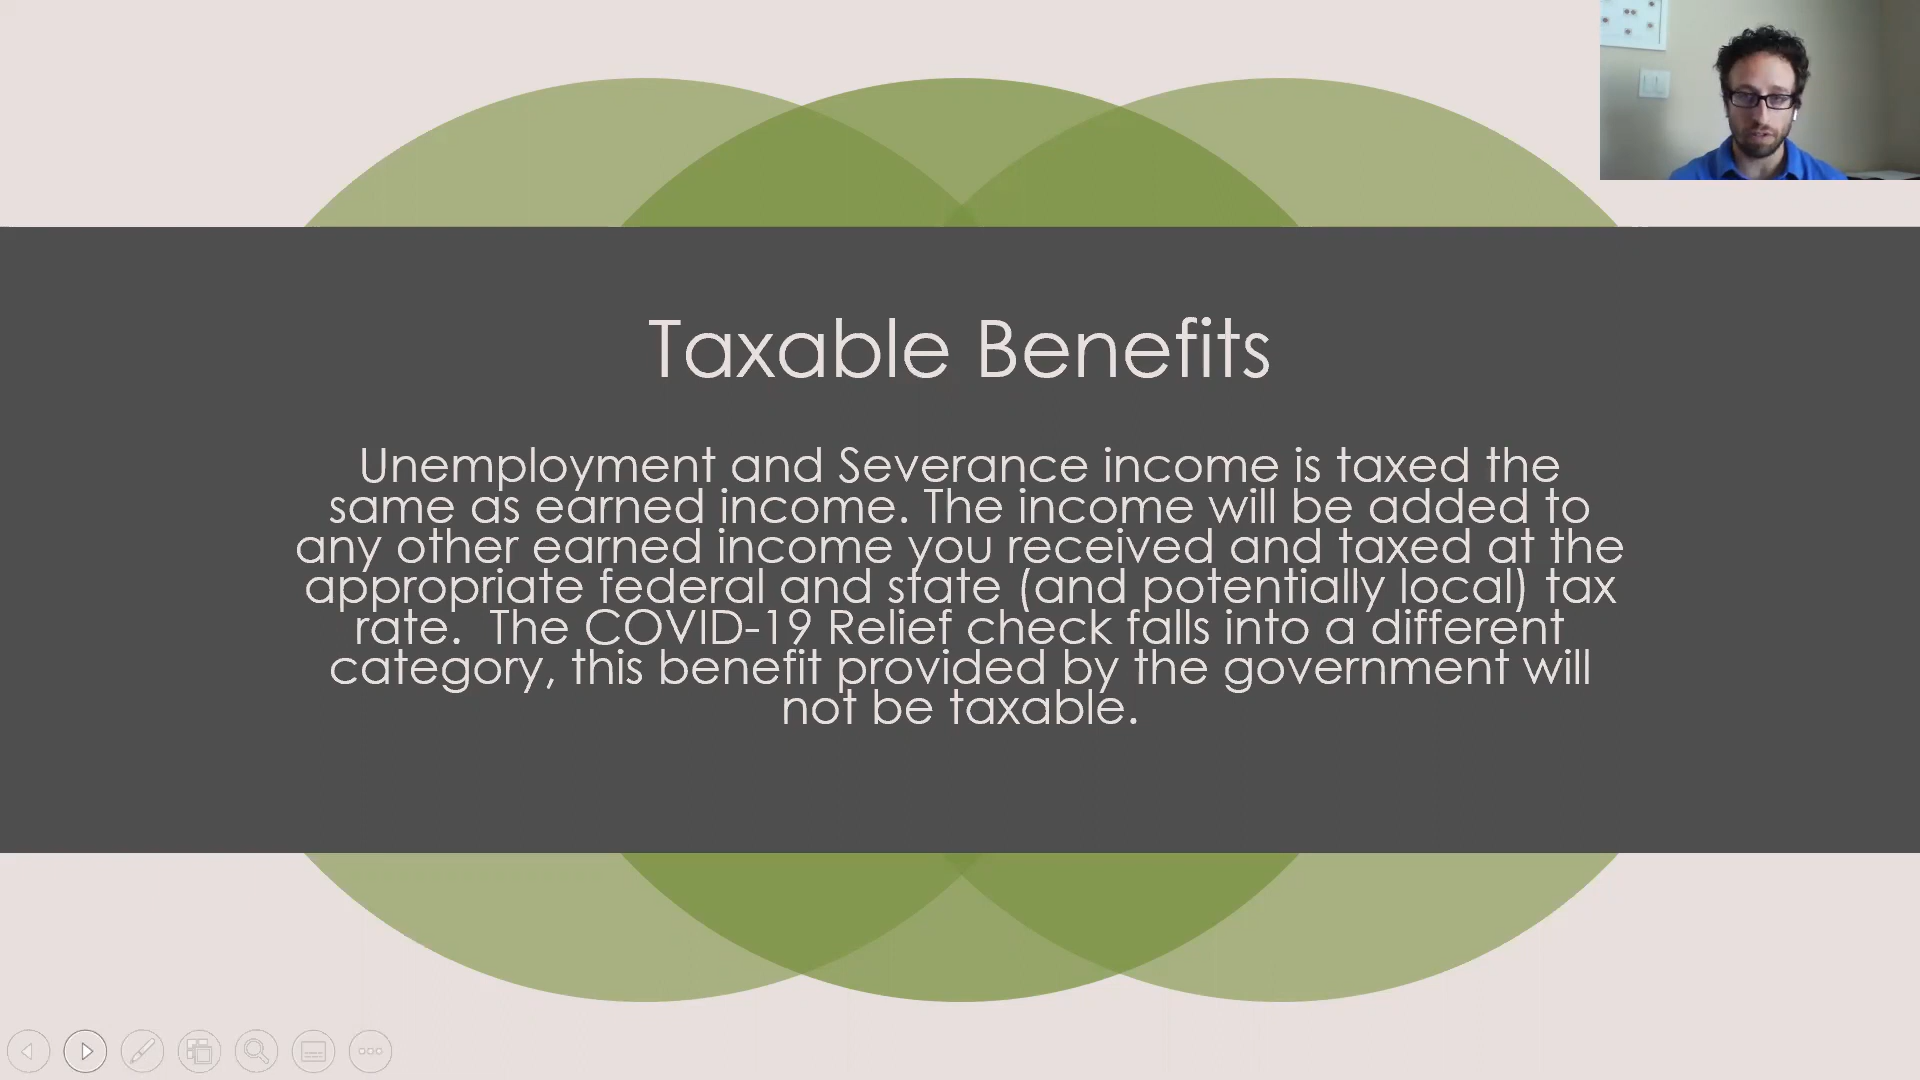 Taxable Benefits
Unemployment and Severance income is taxed the
same as earned income. The income will be added to
any other earned income you received and taxed at the
appropriate federal and state (and potentially local) tax
rate.  The COVID-19 Relief check falls into a different
category, this benefit provided by the government will
not be taxable.